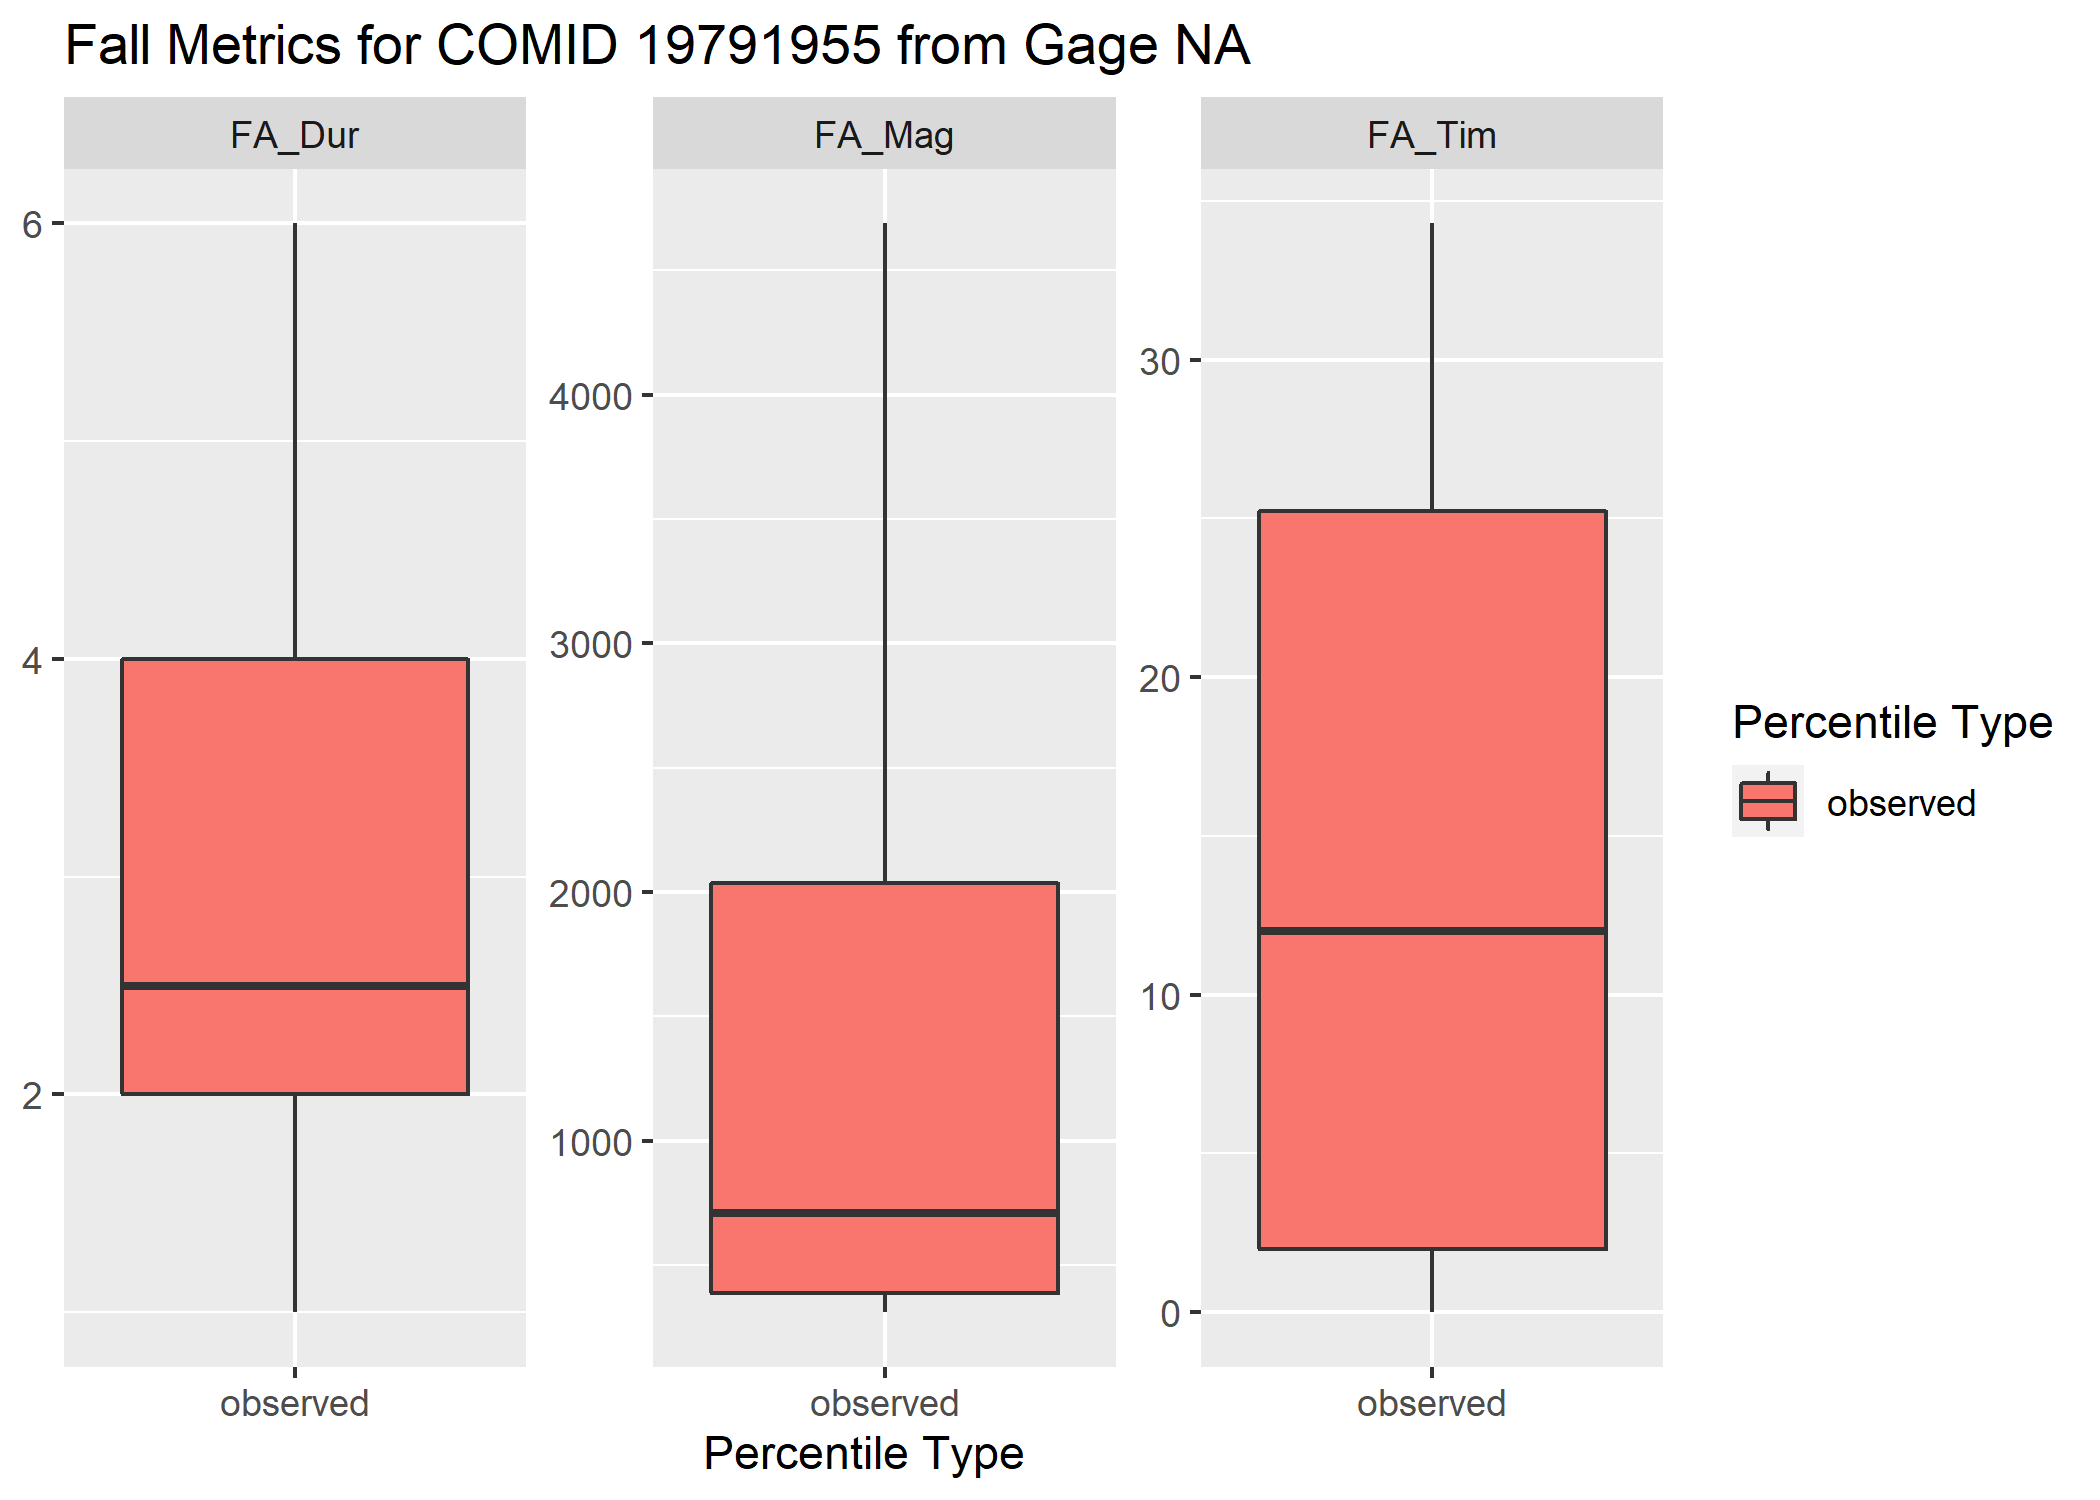 Fall Metrics for COMID 19791955 from Gage NA
FA_Dur
FA_Mag
FA_Tim
6
4
2
4000
3000
2000
1000
30
20
10
0
observed
observed
observed
Percentile Type
Percentile Type
observed